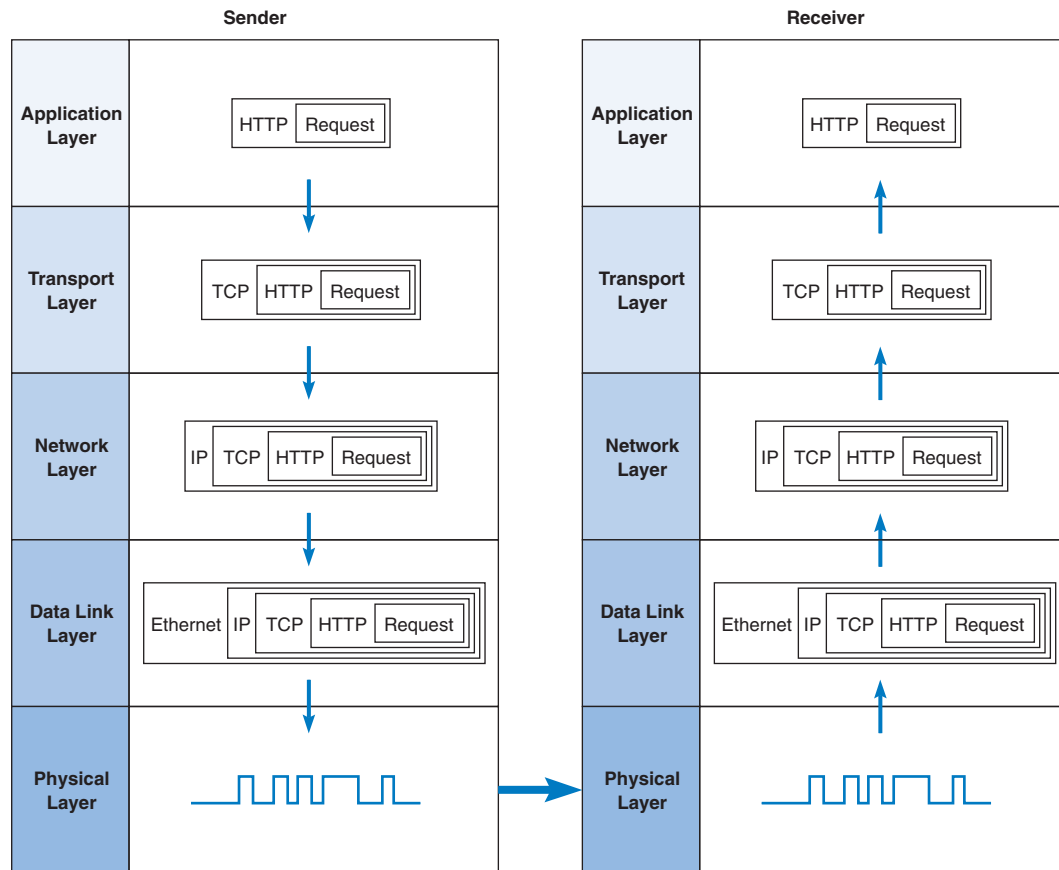 Sender
Receiver
Application
Layer
HTTP Request
Application
Layer
HTTP Request
Transport
Layer
TCP HTTP Request
Transport
Layer
TCP HTTP Request
Network
Layer
IP TCP HTTP Request
Network
Layer
IP TCP HTTP Request
Data Link
Layer
Ethernet IP TCP HTTP Request
Data Link
Layer
Ethernet IP TCP HTTP Request
Physical
Layer
Physical
Layer